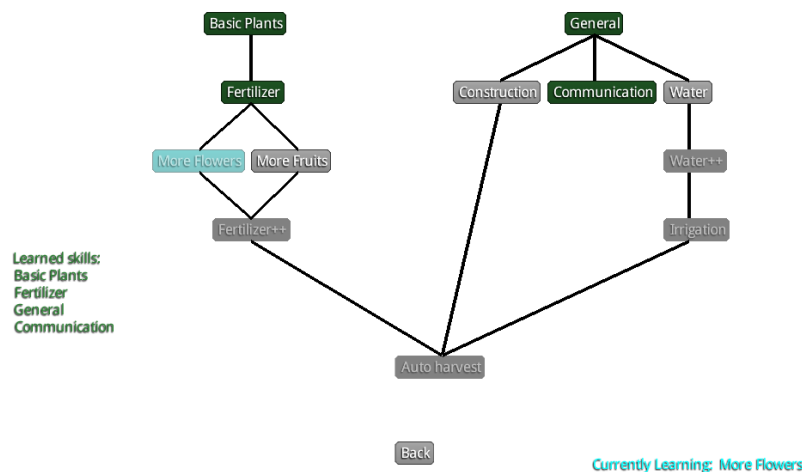 Basic Plants
General
Fertilizer
Construction
Communication
Water
More Flowers
More Fruits
Water++
Fertilizer++
Irrigation
Learned skills:
Basic Plants
Fertilizer
General
Communication
Auto harvest
Back
Currently Learning: More Flowers